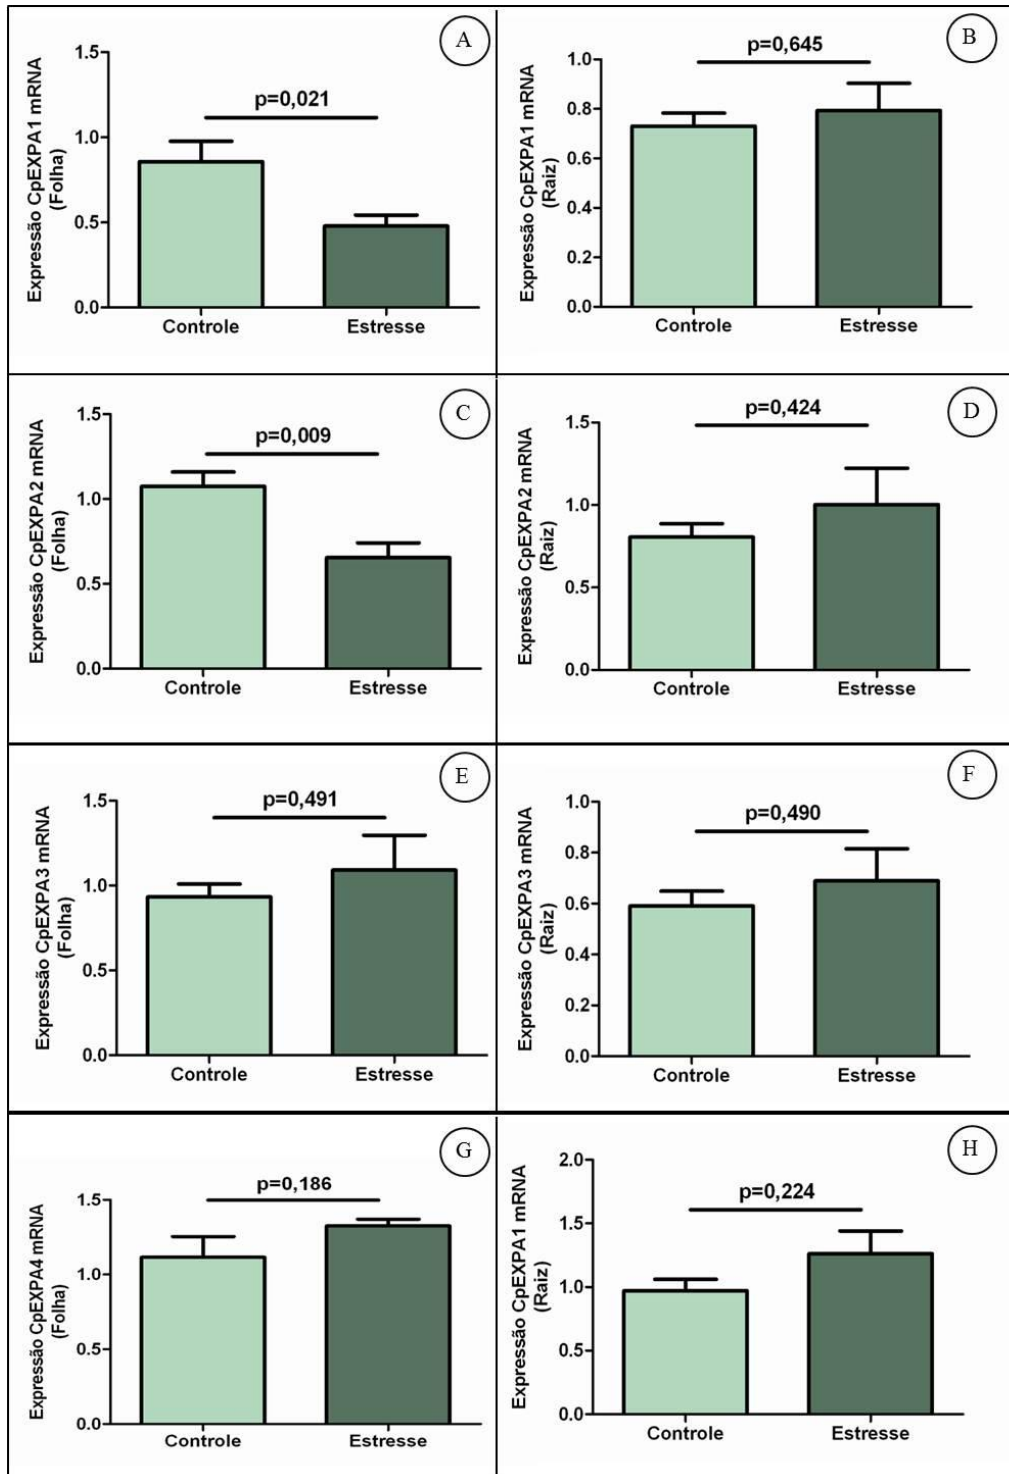 A
Expressão CpEXPA1 mRNA
(Folha)
1.5
1.0
0.5
0.0
p=0,021
Controle
Estresse
B
Expressão CpEXPA1 mRNA
(Raiz)
1.0
0.8
0.6
0.4
0.2
0.0
p=0,645
Controle
Estresse
C
Expressão CpEXPA2 mRNA
(Folha)
1.5
1.0
0.5
0.0
p=0,009
Controle
Estresse
D
Expressão CpEXPA2 mRNA
(Raiz)
1.5
1.0
0.5
0.0
p=0,424
Controle
Estresse
E
Expressão CpEXPA3 mRNA
(Folha)
1.5
1.0
0.5
0.0
p=0,491
Controle
Estresse
F
Expressão CpEXPA3 mRNA
(Raiz)
1.0
0.8
0.6
0.4
0.2
0.0
p=0,490
Controle
Estresse
G
Expressão CpEXPA4 mRNA
(Folha)
1.5
1.0
0.5
0.0
p=0,186
Controle
Estresse
H
Expressão CpEXPA1 mRNA
(Raiz)
2.0
1.5
1.0
0.5
0.0
p=0,224
Controle
Estresse